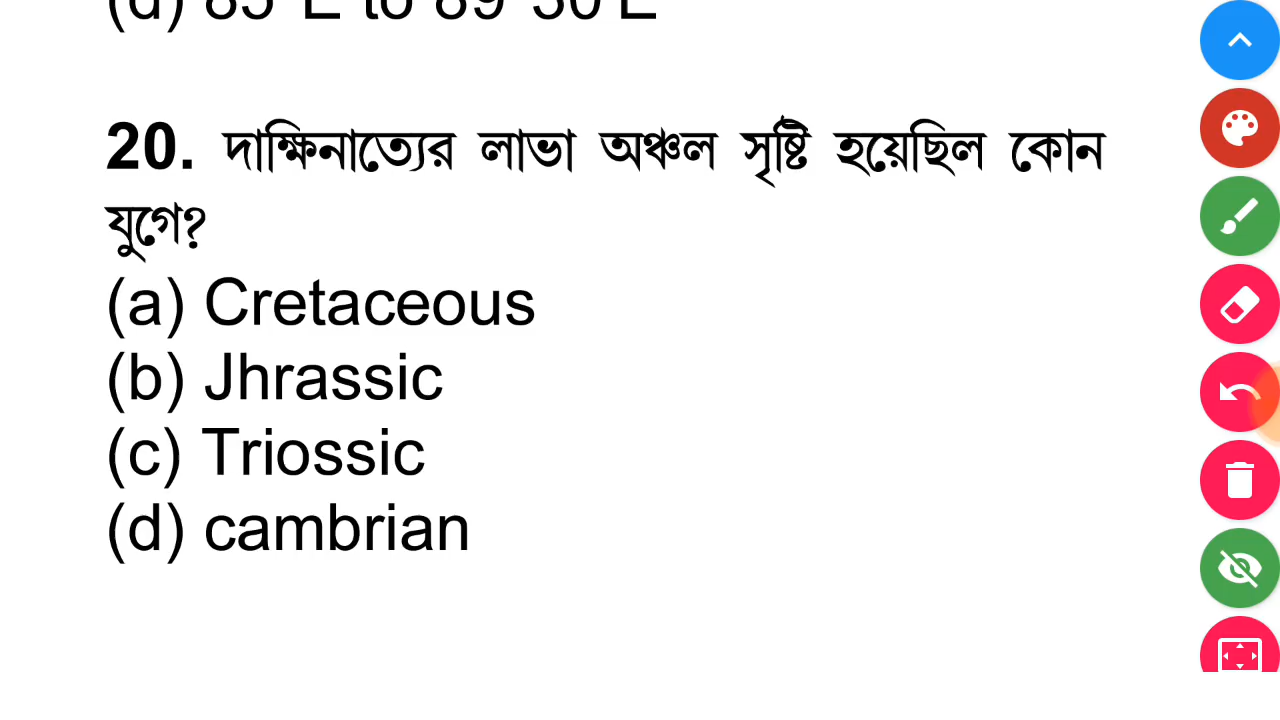 (d) 85°E to 89°30'E
20. দাক্ষিনাত্যের লাভা অঞ্চল সৃষ্টি হয়েছিল কোন
যুগে?
(a) Cretaceous
(b) Jhrassic
(c) Triossic
(d) cambrian